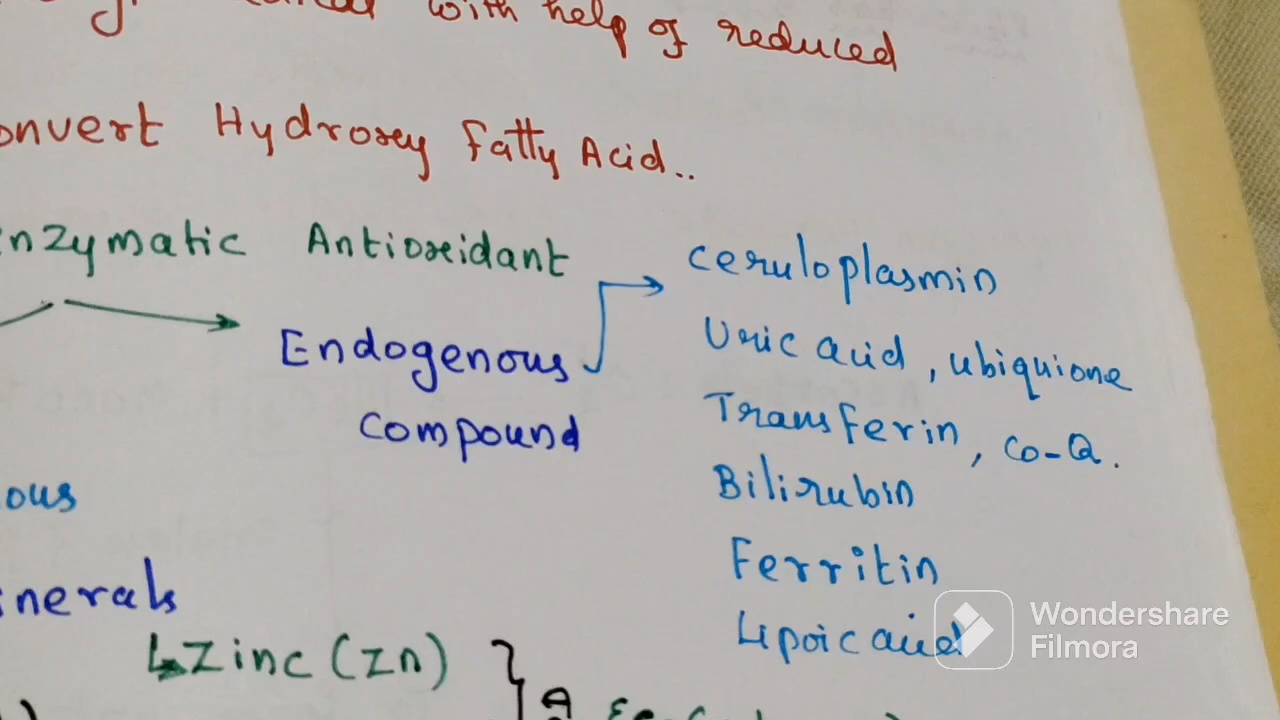 with help of reduced
onvert Hydroxy Fatty Acid..
enzymatic Antioxidant
Endogenous
compound
ceruloplasmin
Uric acid, ubiquione
Transferin, co-Q.
Bilirubin
Ferritin
Lipoic acid
ous
nerals
Zinc (Zn)
Wondershare
Filmora